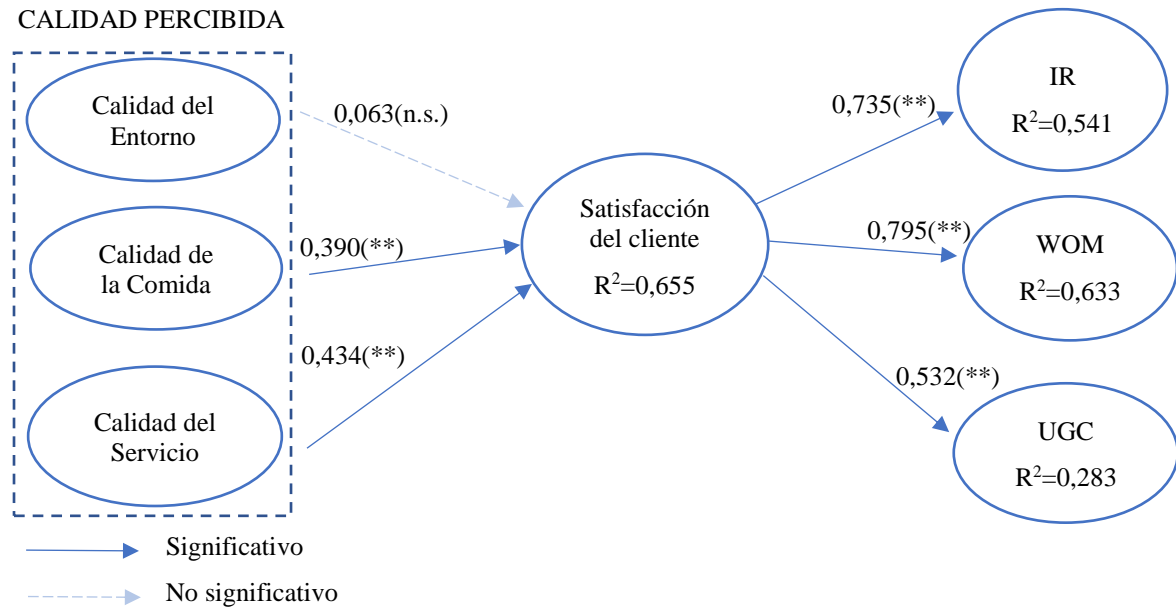 CALIDAD PERCIBIDA
Calidad del
Entorno
Calidad de
la Comida
Calidad del
Servicio
0,063(n.s.)
0,390(**)
0,434(**)
Satisfacción
del cliente
R²=0,655
0,735(**)
0,795(**)
0,532(**)
IR
R²=0,541
WOM
R²=0,633
UGC
R²=0,283
Significativo
No significativo